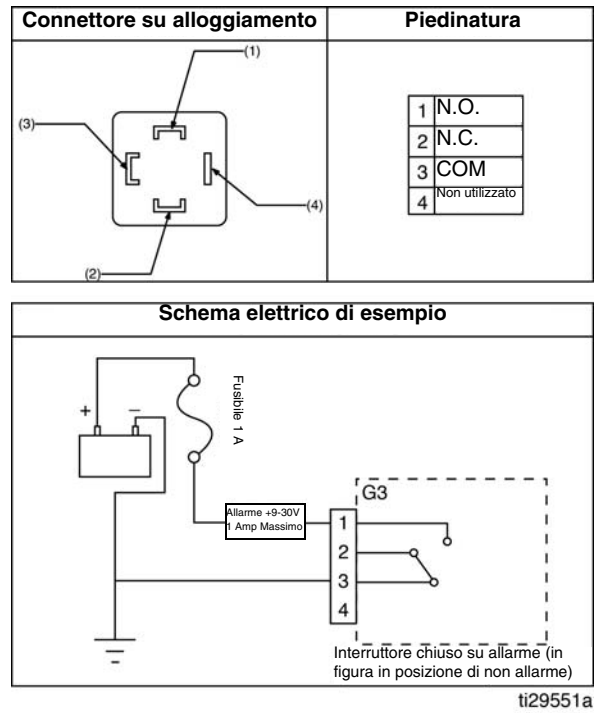 Connettore su alloggiamento
Piedinatura
(1)
(3)
(4)
(2)
1 N.O.
2 N.C.
3 COM
4 Non utilizzato
Schema elettrico di esempio
+ –
Fusibile 1 A
Allarme +9-30V
1 Amp Massimo
G3
1
2
3
4
Interruttore chiuso su allarme (in
figura in posizione di non allarme)
ti29551a